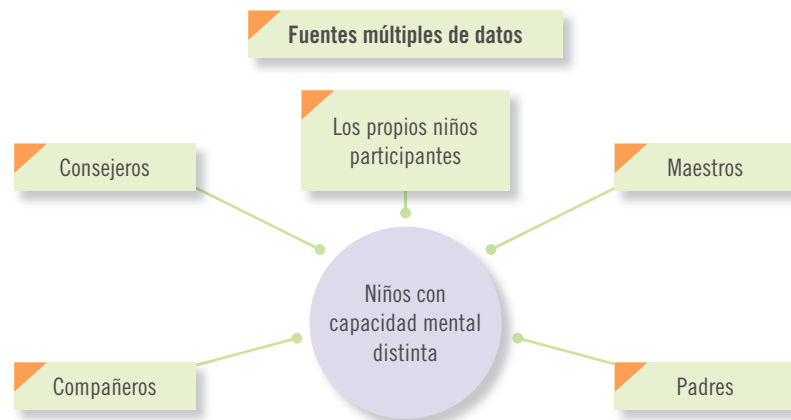 Fuentes múltiples de datos
Los propios niños
participantes
Consejeros
Maestros
Niños con
capacidad mental
distinta
Compañeros
Padres